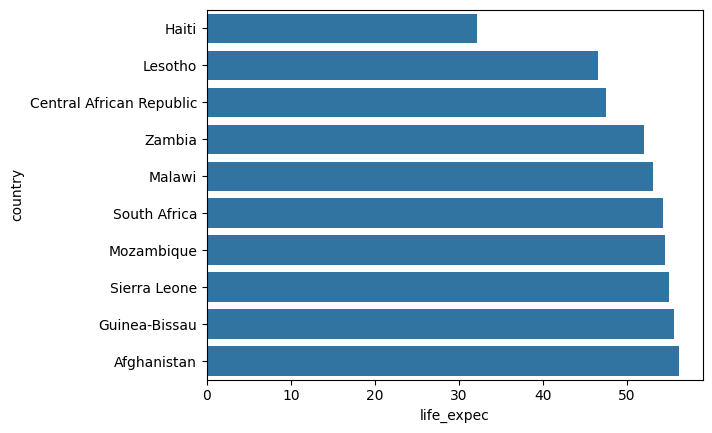 Haiti
Lesotho
Central African Republic
Zambia
Malawi
South Africa
Mozambique
Sierra Leone
Guinea-Bissau
Afghanistan
country
0 10 20 30 40 50
life_expec